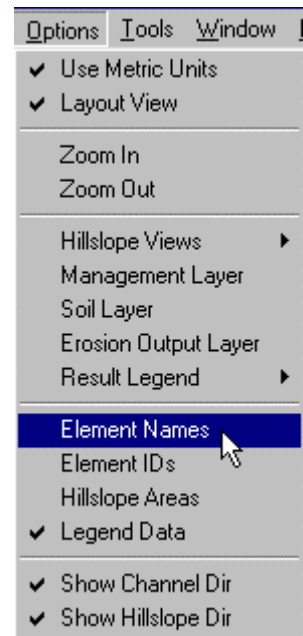 Options Tools Window
Use Metric Units
Layout View
Zoom In
Zoom Out
Hillslope Views
Management Layer
Soil Layer
Erosion Output Layer
Result Legend
Element Names
Element IDs
Hillslope Areas
Legend Data
Show Channel Dir
Show Hillslope Dir